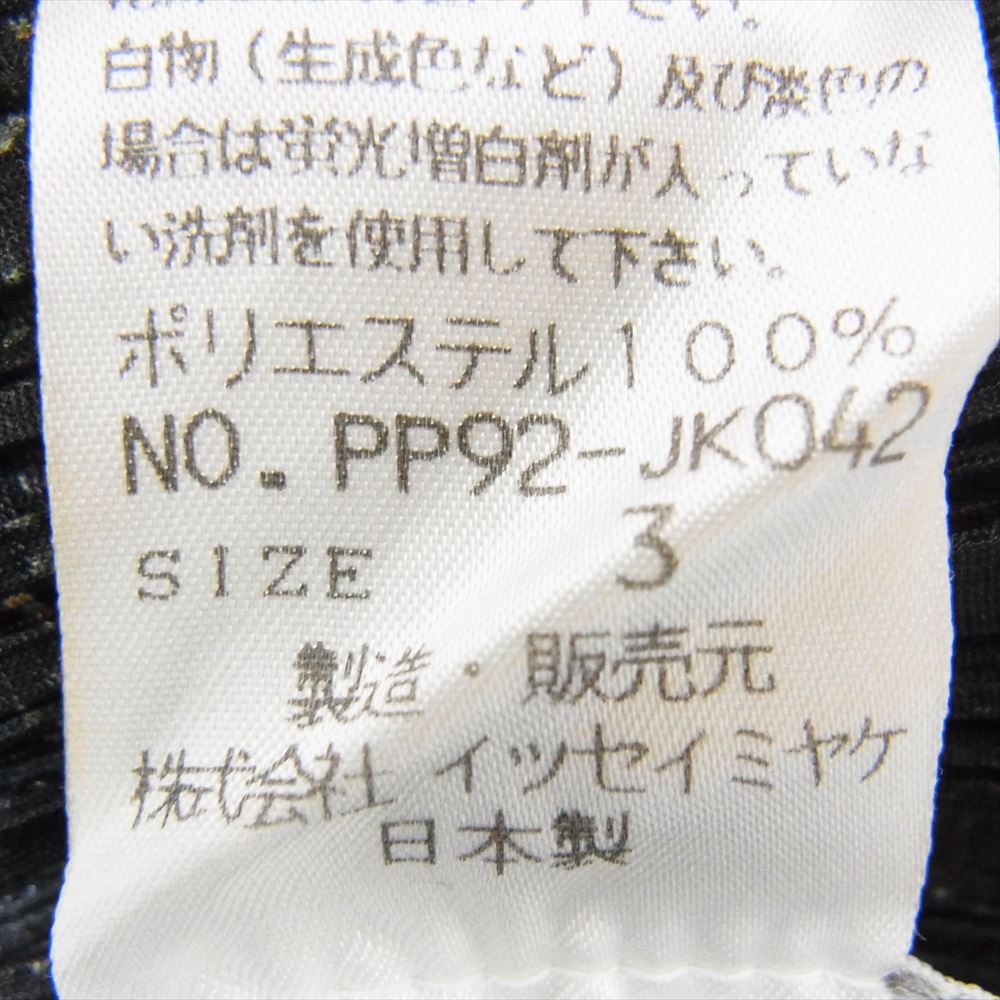 下さい。
白物（生成色など）及び淡色の
場合は蛍光増白剤が入っていな
い洗剤を使用して下さい。
ポリエステル100%
NO. PP92-JK042
SIZE 3
製造・販売元
株式会社イッセイミヤケ
日本製